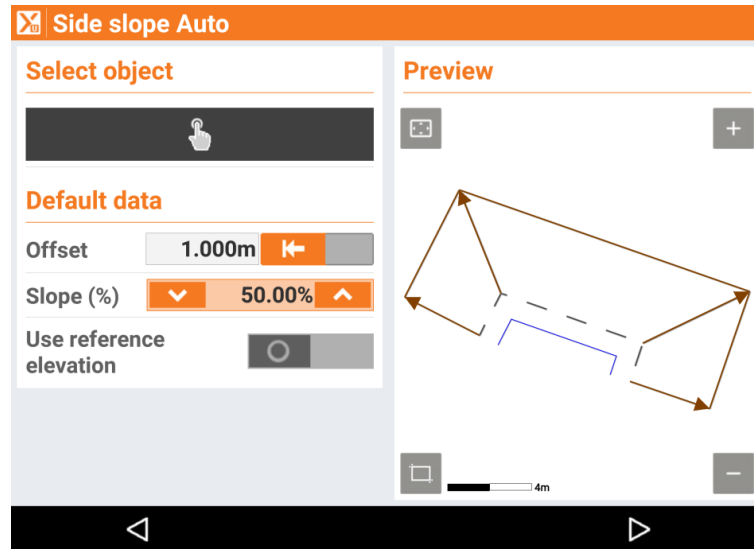 Side slope Auto
Select object
Default data
Offset
1.000m
Slope (%)
50.00%
Use reference
elevation
Preview
4m